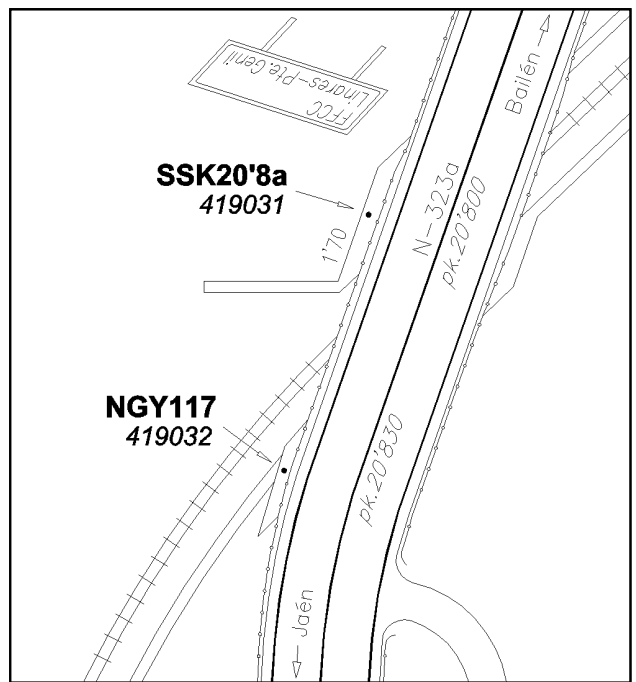 FFCC
Linares-Pte.Genil
Bailén
SSK20'8a
419031
N-323a
pk.20'800
1'70
NGY117
419032
pk.20'830
Jaén